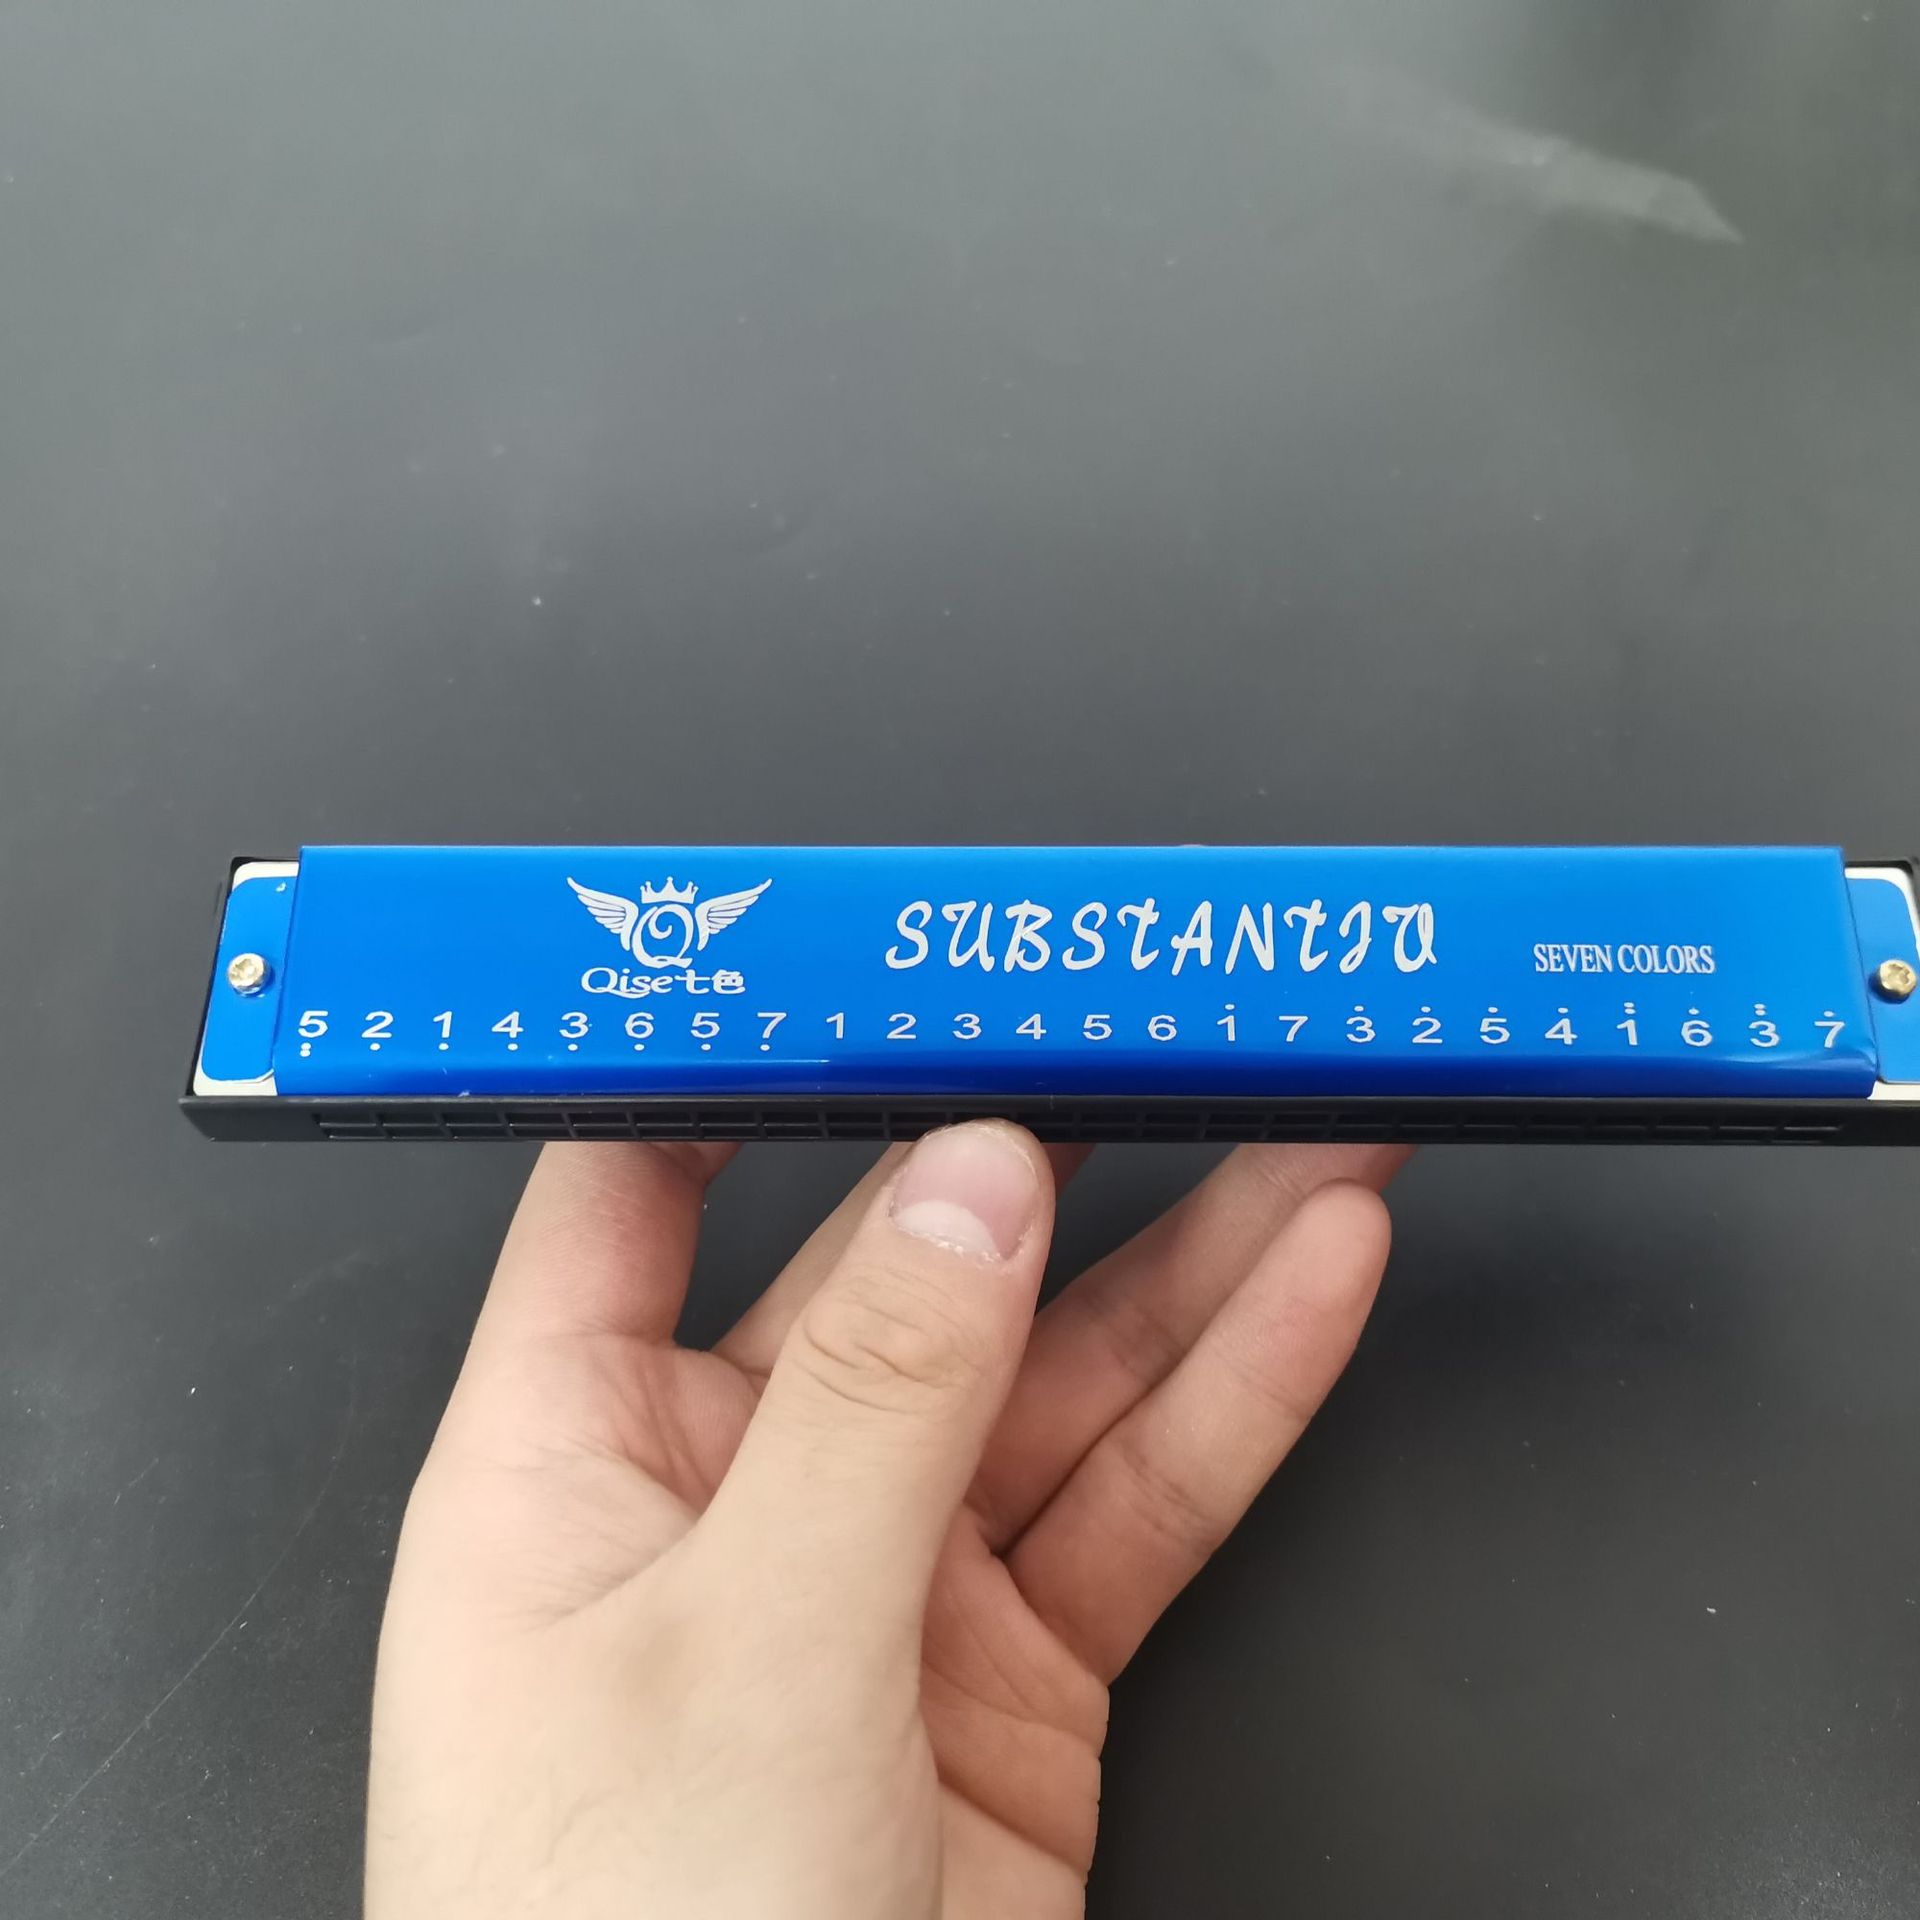 Q
Qise七色
SUBSTANTIV
SEVEN COLORS
5 2 1 4 3 6 5 7 1 2 3 4 5 6 1 7 3 2 5 4 1 6 3 7